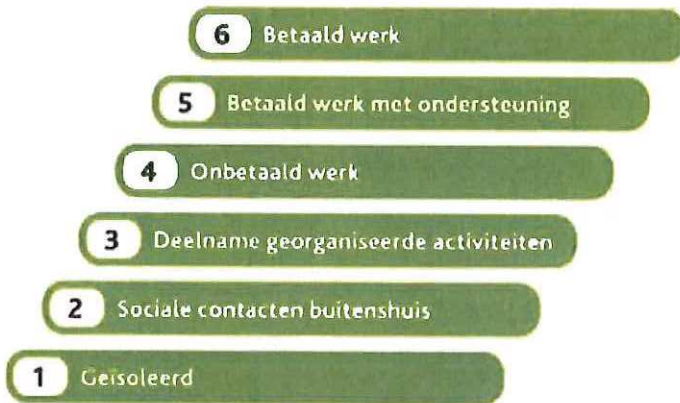 6 Betaald werk
5 Betaald werk met ondersteuning
4 Onbetaald werk
3 Deelname georganiseerde activiteiten
2 Sociale contacten buitenshuis
1 Geïsoleerd